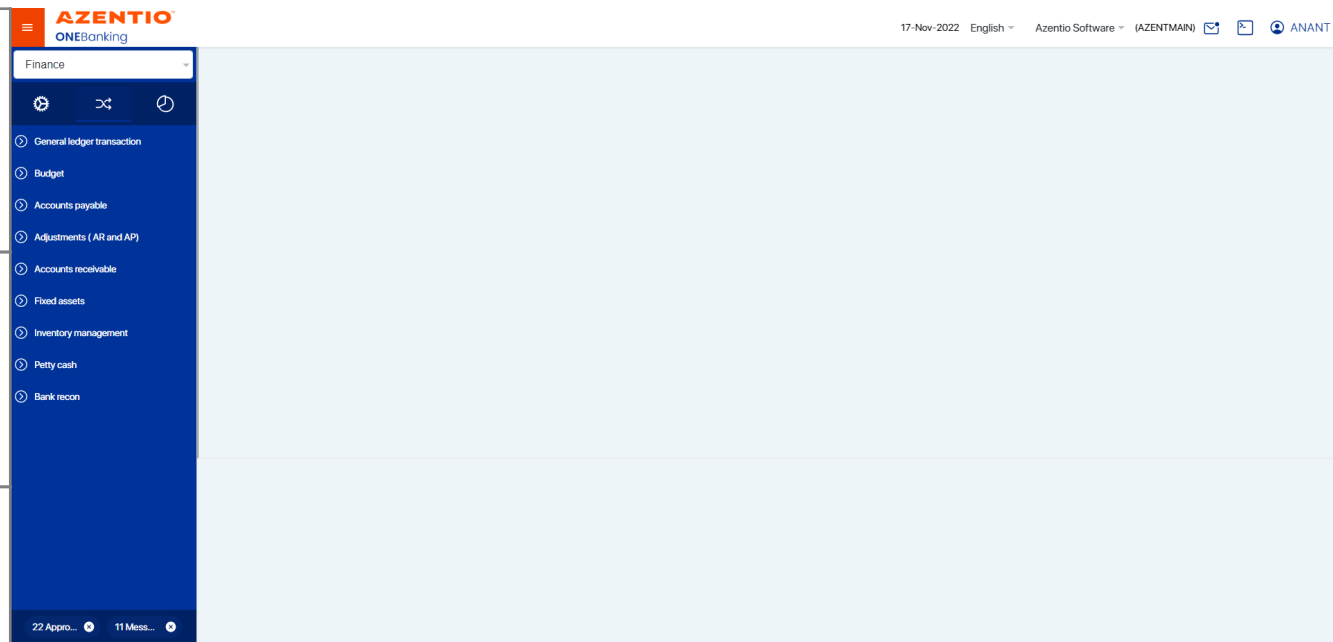 AZENTIO
ONEBanking
17-Nov-2022 English Azentio Software (AZENTMAIN) ANANT
Finance
General ledger transaction
Budget
Accounts payable
Adjustments ( AR and AP)
Accounts receivable
Fixed assets
Inventory management
Petty cash
Bank recon
22 Appro... 11 Mess...